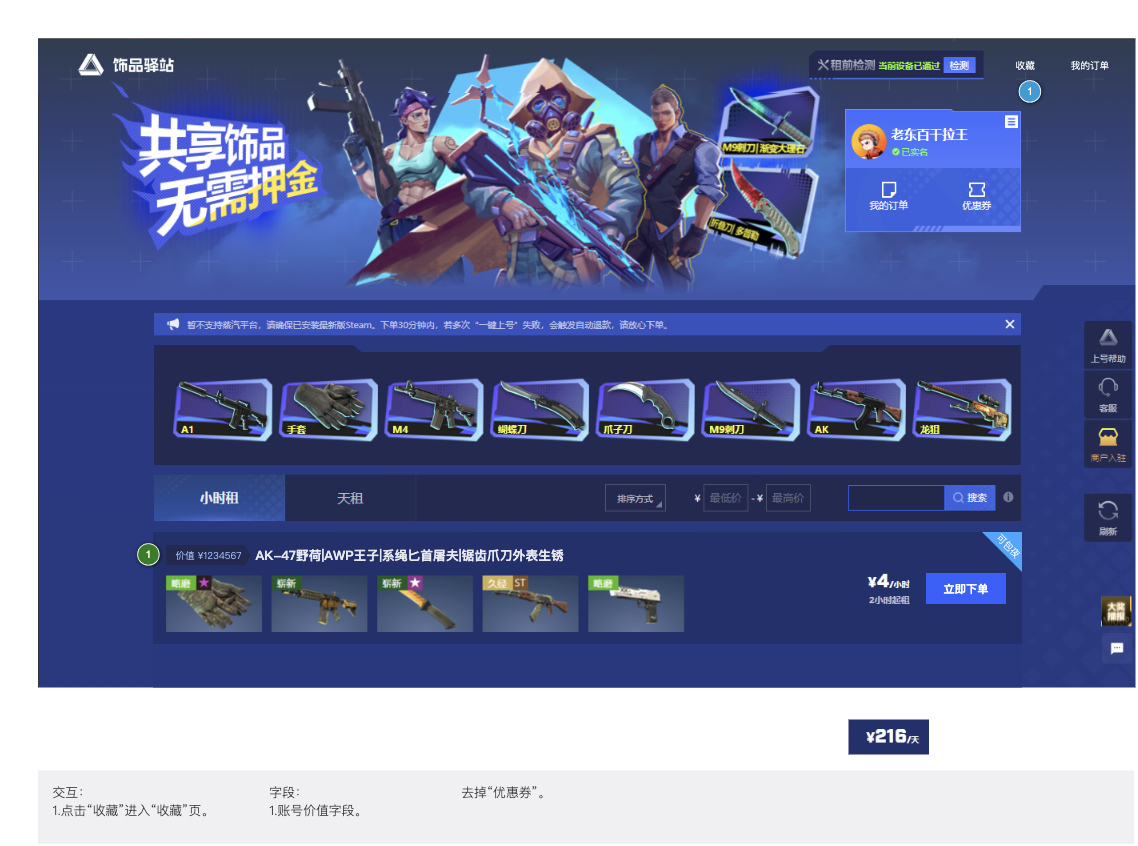 饰品驿站
租前检测 当前设备已通过 检测
收藏
我的订单
1
共享饰品
无需押金
M9刺刀|渐变大理石
折叠刀|多普勒
老东百千拉王
已实名
我的订单
优惠券
暂不支持蒸汽平台，请确保已安装最新版Steam。下单30分钟内，若多次“一键上号”失败，会触发自动退款，请放心下单。
A1
手套
M4
蝴蝶刀
爪子刀
M9刺刀
AK
龙狙
上号帮助
客服
商户入驻
刷新
小时租
天租
排序方式
¥ 最低价 - ¥ 最高价
搜索
1
价值 ¥1234567
AK-47野荷|AWP王子|系绳匕首屠夫|锯齿爪刀外表生锈
可包夜
略磨 ★
崭新
崭新 ★
久经 ST
略磨
¥4/小时
2小时起租
立即下单
¥216/天
交互：
1.点击“收藏”进入“收藏”页。
字段：
1.账号价值字段。
去掉“优惠券”。